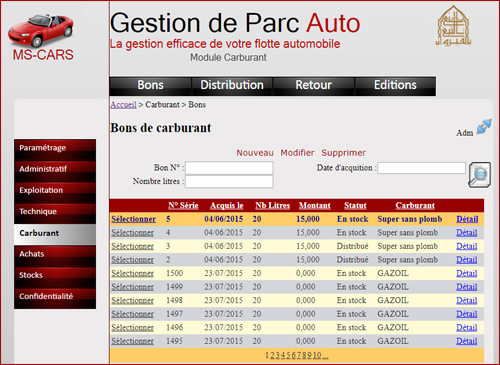 Gestion de Parc Auto
La gestion efficace de votre flotte automobile
MS-CARS
Module Carburant
Bons Distribution Retour Editions
Accueil > Carburant > Bons
Bons de carburant
Adm
Nouveau Modifier Supprimer
Bon N° : Date d'acquition :
Nombre litres :
Paramétrage
Administratif
Exploitation
Technique
Carburant
Achats
Stocks
Confidentialité
N° Série Acquis le Nb Litres Montant Statut Carburant
Sélectionner 5 04/06/2015 20 15,000 En stock Super sans plomb Détail
Sélectionner 4 04/06/2015 20 15,000 En stock Super sans plomb Détail
Sélectionner 3 04/06/2015 20 15,000 Distribué Super sans plomb Détail
Sélectionner 2 04/06/2015 20 15,000 Distribué Super sans plomb Détail
Sélectionner 1500 23/07/2015 20 0,000 En stock GAZOIL Détail
Sélectionner 1499 23/07/2015 20 0,000 En stock GAZOIL Détail
Sélectionner 1498 23/07/2015 20 0,000 En stock GAZOIL Détail
Sélectionner 1497 23/07/2015 20 0,000 En stock GAZOIL Détail
Sélectionner 1496 23/07/2015 20 0,000 En stock GAZOIL Détail
Sélectionner 1495 23/07/2015 20 0,000 En stock GAZOIL Détail
1 2 3 4 5 6 7 8 9 10 ...